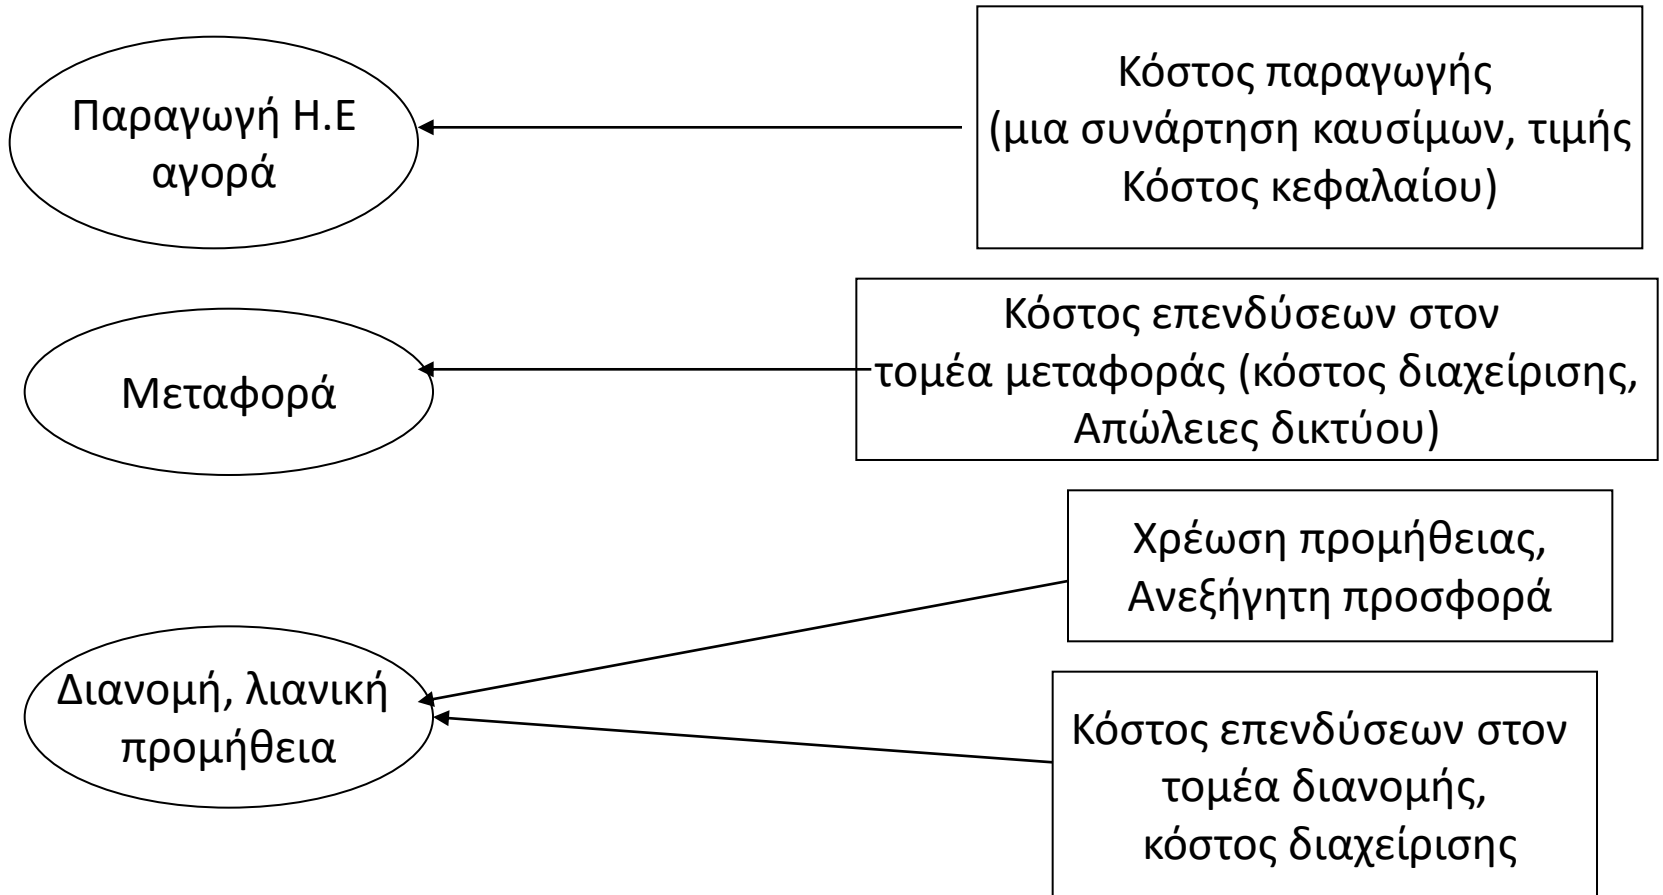 Παραγωγή Η.Ε
αγορά
Κόστος παραγωγής
(μια συνάρτηση καυσίμων, τιμής
Κόστος κεφαλαίου)
Μεταφορά
Κόστος επενδύσεων στον
τομέα μεταφοράς (κόστος διαχείρισης,
Απώλειες δικτύου)
Χρέωση προμήθειας,
Ανεξήγητη προσφορά
Διανομή, λιανική
προμήθεια
Κόστος επενδύσεων στον
τομέα διανομής,
κόστος διαχείρισης